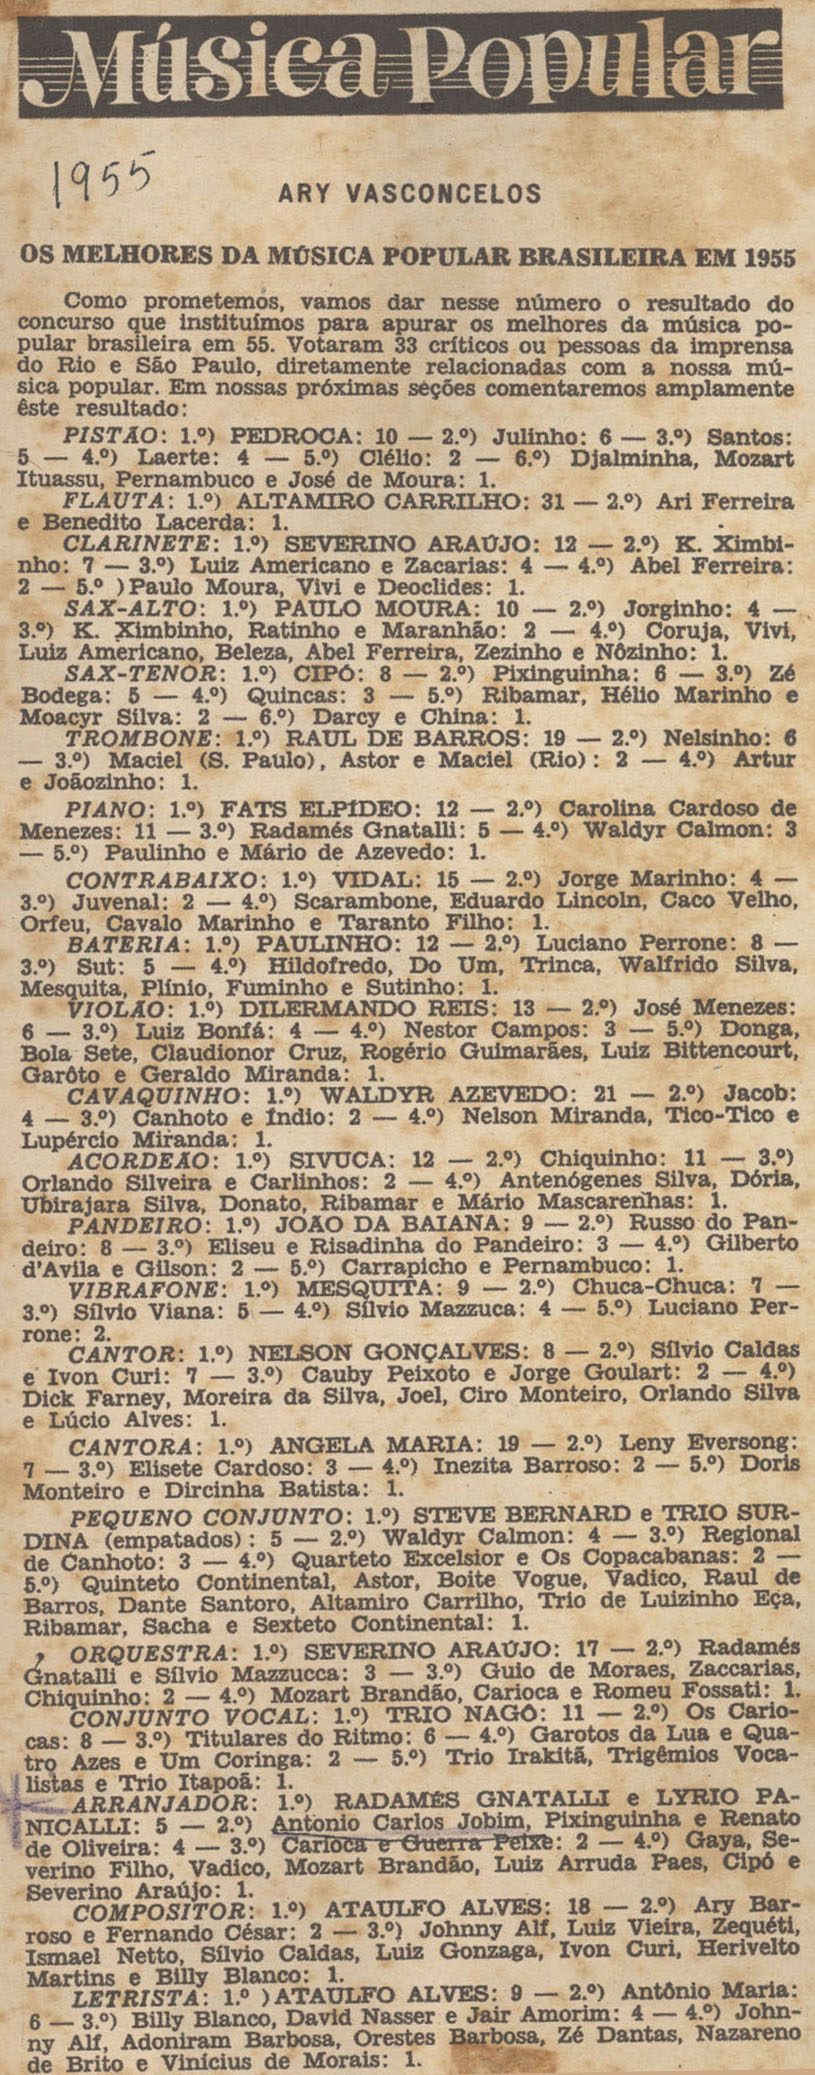 Música Popular
1955
ARY VASCONCELOS
OS MELHORES DA MÚSICA POPULAR BRASILEIRA EM 1955
Como prometemos, vamos dar nesse número o resultado do
concurso que instituímos para apurar os melhores da música po-
pular brasileira em 55. Votaram 33 críticos ou pessoas da imprensa
do Rio e São Paulo, diretamente relacionadas com a nossa mú-
sica popular. Em nossas próximas seções comentaremos amplamente
êste resultado:
PISTÃO: 1.º) PEDROCA: 10 — 2.º) Julinho: 6 — 3.º) Santos:
5 — 4.º) Laerte: 4 — 5.º) Clélio: 2 — 6.º) Djalminha, Mozart
Ituassu, Pernambuco e José de Moura: 1.
FLAUTA: 1.º) ALTAMIRO CARRILHO: 31 — 2.º) Ari Ferreira
e Benedito Lacerda: 1.
CLARINETE: 1.º) SEVERINO ARAÚJO: 12 — 2.º) K. Ximbi-
nho: 7 — 3.º) Luiz Americano e Zacarias: 4 — 4.º) Abel Ferreira:
2 — 5.º )Paulo Moura, Vivi e Deoclides: 1.
SAX-ALTO: 1.º) PAULO MOURA: 10 — 2.º) Jorginho: 4 —
3.º) K. Ximbinho, Ratinho e Maranhão: 2 — 4.º) Coruja, Vivi,
Luiz Americano, Beleza, Abel Ferreira, Zezinho e Nôzinho: 1.
SAX-TENOR: 1.º) CIPÓ: 8 — 2.º) Pixinguinha: 6 — 3.º) Zé
Bodega: 5 — 4.º) Quincas: 3 — 5.º) Ribamar, Hélio Marinho e
Moacyr Silva: 2 — 6.º) Darcy e China: 1.
TROMBONE: 1.º) RAUL DE BARROS: 19 — 2.º) Nelsinho: 6
— 3.º) Maciel (S. Paulo), Astor e Maciel (Rio): 2 — 4.º) Artur
e Joãozinho: 1.
PIANO: 1.º) FATS ELPÍDEO: 12 — 2.º) Carolina Cardoso de
Menezes: 11 — 3.º) Radamés Gnatalli: 5 — 4.º) Waldyr Calmon: 3
— 5.º) Paulinho e Mário de Azevedo: 1.
CONTRABAIXO: 1.º) VIDAL: 15 — 2.º) Jorge Marinho: 4 —
3.º) Juvenal: 2 — 4.º) Scarambone, Eduardo Lincoln, Caco Velho,
Orfeu, Cavalo Marinho e Taranto Filho: 1.
BATERIA: 1.º) PAULINHO: 12 — 2.º) Luciano Perrone: 8 —
3.º) Sut: 5 — 4.º) Hildofredo, Do Um, Trinca, Walfrido Silva,
Mesquita, Plínio, Fuminho e Sutinho: 1.
VIOLÃO: 1.º) DILERMANDO REIS: 13 — 2.º) José Menezes:
6 — 3.º) Luiz Bonfá: 4 — 4.º) Nestor Campos: 3 — 5.º) Donga,
Bola Sete, Claudionor Cruz, Rogério Guimarães, Luiz Bittencourt,
Garôto e Geraldo Miranda: 1.
CAVAQUINHO: 1.º) WALDYR AZEVEDO: 21 — 2.º) Jacob:
4 — 3.º) Canhoto e Índio: 2 — 4.º) Nelson Miranda, Tico-Tico e
Lupércio Miranda: 1.
ACORDEÃO: 1.º) SIVUCA: 12 — 2.º) Chiquinho: 11 — 3.º)
Orlando Silveira e Carlinhos: 2 — 4.º) Antenógenes Silva, Dória,
Ubirajara Silva, Donato, Ribamar e Mário Mascarenhas: 1.
PANDEIRO: 1.º) JOÃO DA BAIANA: 9 — 2.º) Russo do Pan-
deiro: 8 — 3.º) Eliseu e Risadinha do Pandeiro: 3 — 4.º) Gilberto
d'Avila e Gilson: 2 — 5.º) Carrapicho e Pernambuco: 1.
VIBRAFONE: 1.º) MESQUITA: 9 — 2.º) Chuca-Chuca: 7 —
3.º) Sílvio Viana: 5 — 4.º) Sílvio Mazzuca: 4 — 5.º) Luciano Per-
rone: 2.
CANTOR: 1.º) NELSON GONÇALVES: 8 — 2.º) Sílvio Caldas
e Ivon Curi: 7 — 3.º) Cauby Peixoto e Jorge Goulart: 2 — 4.º)
Dick Farney, Moreira da Silva, Joel, Ciro Monteiro, Orlando Silva
e Lúcio Alves: 1.
CANTORA: 1.º) ANGELA MARIA: 19 — 2.º) Leny Eversong:
7 — 3.º) Elisete Cardoso: 3 — 4.º) Inezita Barroso: 2 — 5.º) Doris
Monteiro e Dircinha Batista: 1.
PEQUENO CONJUNTO: 1.º) STEVE BERNARD e TRIO SUR-
DINA (empatados): 5 — 2.º) Waldyr Calmon: 4 — 3.º) Regional
de Canhoto: 3 — 4.º) Quarteto Excelsior e Os Copacabanas: 2 —
5.º) Quinteto Continental, Astor, Boite Vogue, Vadico, Raul de
Barros, Dante Santoro, Altamiro Carrilho, Trio de Luizinho Eça,
Ribamar, Sacha e Sexteto Continental: 1.
ORQUESTRA: 1.º) SEVERINO ARAÚJO: 17 — 2.º) Radamés
Gnatalli e Sílvio Mazzucca: 3 — 3.º) Guio de Moraes, Zaccarias,
Chiquinho: 2 — 4.º) Mozart Brandão, Carioca e Romeu Fossati: 1.
CONJUNTO VOCAL: 1.º) TRIO NAGÔ: 11 — 2.º) Os Cario-
cas: 8 — 3.º) Titulares do Ritmo: 6 — 4.º) Garotos da Lua e Qua-
tro Azes e Um Coringa: 2 — 5.º) Trio Irakitã, Trigêmios Voca-
listas e Trio Itapoã: 1.
ARRANJADOR: 1.º) RADAMÉS GNATALLI e LYRIO PA-
NICALLI: 5 — 2.º) Antonio Carlos Jobim, Pixinguinha e Renato
de Oliveira: 4 — 3.º) Carioca e Guerra Peixe: 2 — 4.º) Gaya, Se-
verino Filho, Vadico, Mozart Brandão, Luiz Arruda Paes, Cipó e
Severino Araújo: 1.
COMPOSITOR: 1.º) ATAULFO ALVES: 18 — 2.º) Ary Bar-
roso e Fernando César: 2 — 3.º) Johnny Alf, Luiz Vieira, Zequéti,
Ismael Netto, Sílvio Caldas, Luiz Gonzaga, Ivon Curi, Herivelto
Martins e Billy Blanco: 1.
LETRISTA: 1.º )ATAULFO ALVES: 9 — 2.º) Antônio Maria:
6 — 3.º) Billy Blanco, David Nasser e Jair Amorim: 4 — 4.º) John-
ny Alf, Adoniram Barbosa, Orestes Barbosa, Zé Dantas, Nazareno
de Brito e Vinícius de Morais: 1.